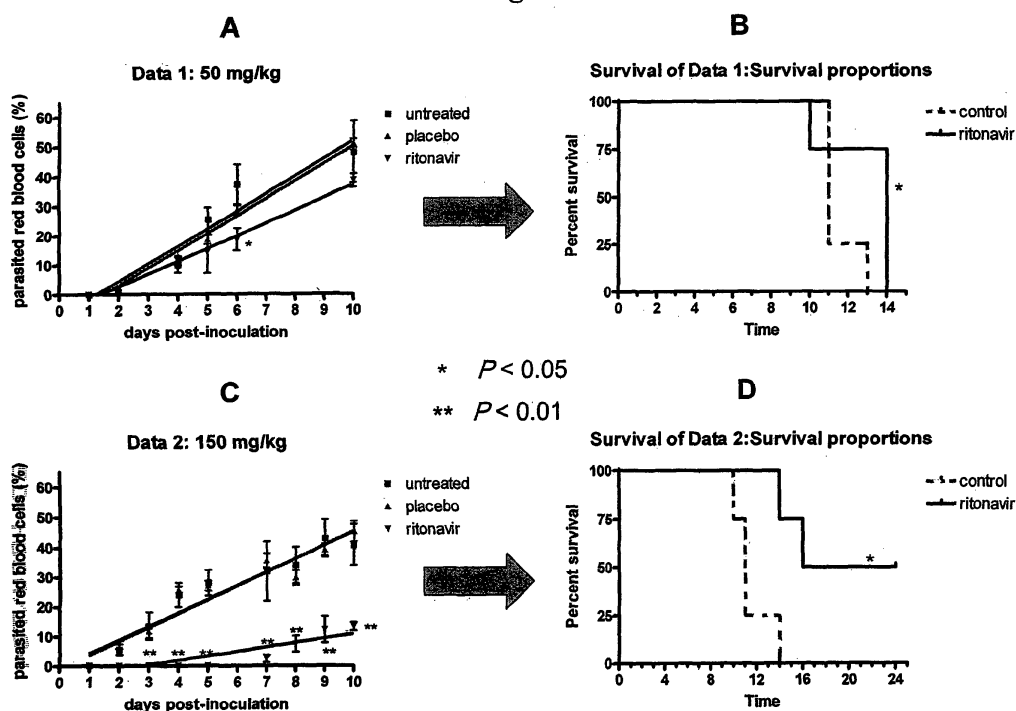 A
Data 1: 50 mg/kg
parasited red blood cells (%)
60
50
40
30
20
10
0
0 1 2 3 4 5 6 7 8 9 10
days post-inoculation
untreated
placebo
ritonavir
*
B
Survival of Data 1:Survival proportions
Percent survival
100
75
50
25
0
0 2 4 6 8 10 12 14
Time
control
ritonavir
*
* P < 0.05
** P < 0.01
C
Data 2: 150 mg/kg
parasited red blood cells (%)
60
50
40
30
20
10
0
0 1 2 3 4 5 6 7 8 9 10
days post-inoculation
untreated
placebo
ritonavir
** ** ** ** ** ** **
D
Survival of Data 2:Survival proportions
Percent survival
100
75
50
25
0
0 4 8 12 16 20 24
Time
control
ritonavir
*